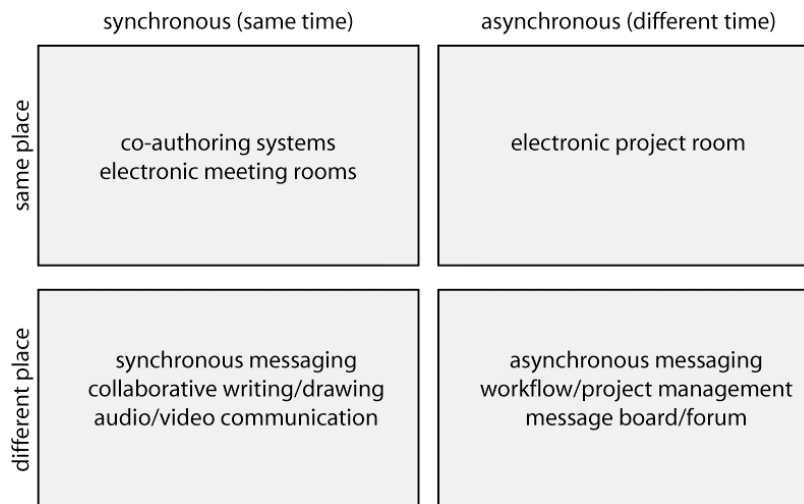 synchronous (same time)
asynchronous (different time)
same place
co-authoring systems
electronic meeting rooms
electronic project room
different place
synchronous messaging
collaborative writing/drawing
audio/video communication
asynchronous messaging
workflow/project management
message board/forum